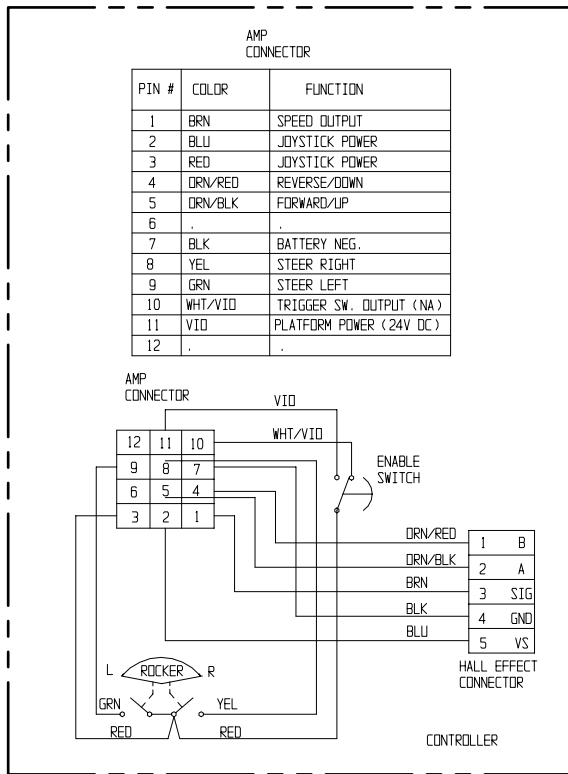 AMP
CONNECTOR
PIN # COLOR FUNCTION
1 BRN SPEED OUTPUT
2 BLU JOYSTICK POWER
3 RED JOYSTICK POWER
4 ORN/RED REVERSE/DOWN
5 ORN/BLK FORWARD/UP
6 . .
7 BLK BATTERY NEG.
8 YEL STEER RIGHT
9 GRN STEER LEFT
10 WHT/VIO TRIGGER SW. OUTPUT (NA)
11 VIO PLATFORM POWER (24V DC)
12 . .
AMP
CONNECTOR
VIO
WHT/VIO
12 11 10
9 8 7
6 5 4
3 2 1
ENABLE
SWITCH
ORN/RED
ORN/BLK
BRN
BLK
BLU
1 B
2 A
3 SIG
4 GND
5 VS
HALL EFFECT
CONNECTOR
L ROCKER R
GRN YEL
RED RED
CONTROLLER